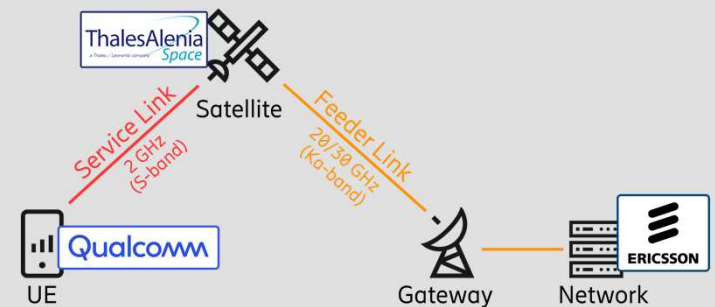 ThalesAlenia
a Thales / Leonardo company
Space
Satellite
Service Link
2 GHz
(S-band)
Feeder Link
20/30 GHz
(Ka-band)
Qualcomm
UE
Gateway
ERICSSON
Network